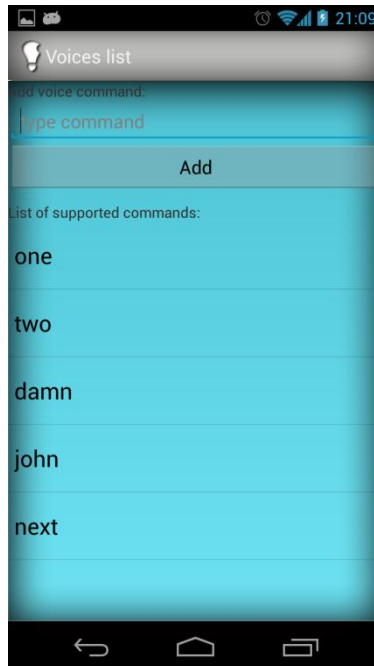 21:09
Voices list
Add voice command:
type command
Add
List of supported commands:
one
two
damn
john
next